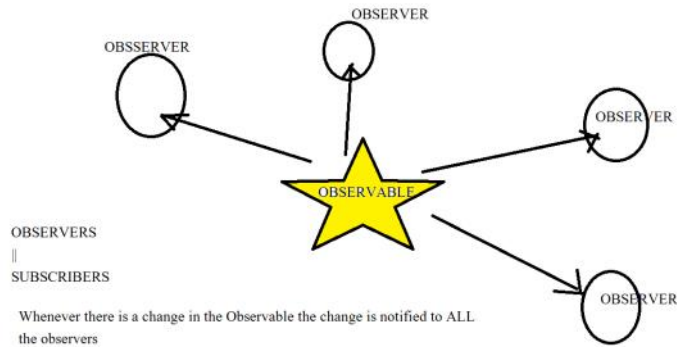 OBSERVER
OBSSERVER
OBSERVER
OBSERVABLE
OBSERVERS
||
SUBSCRIBERS
OBSERVER
Whenever there is a change in the Observable the change is notified to ALL
the observers